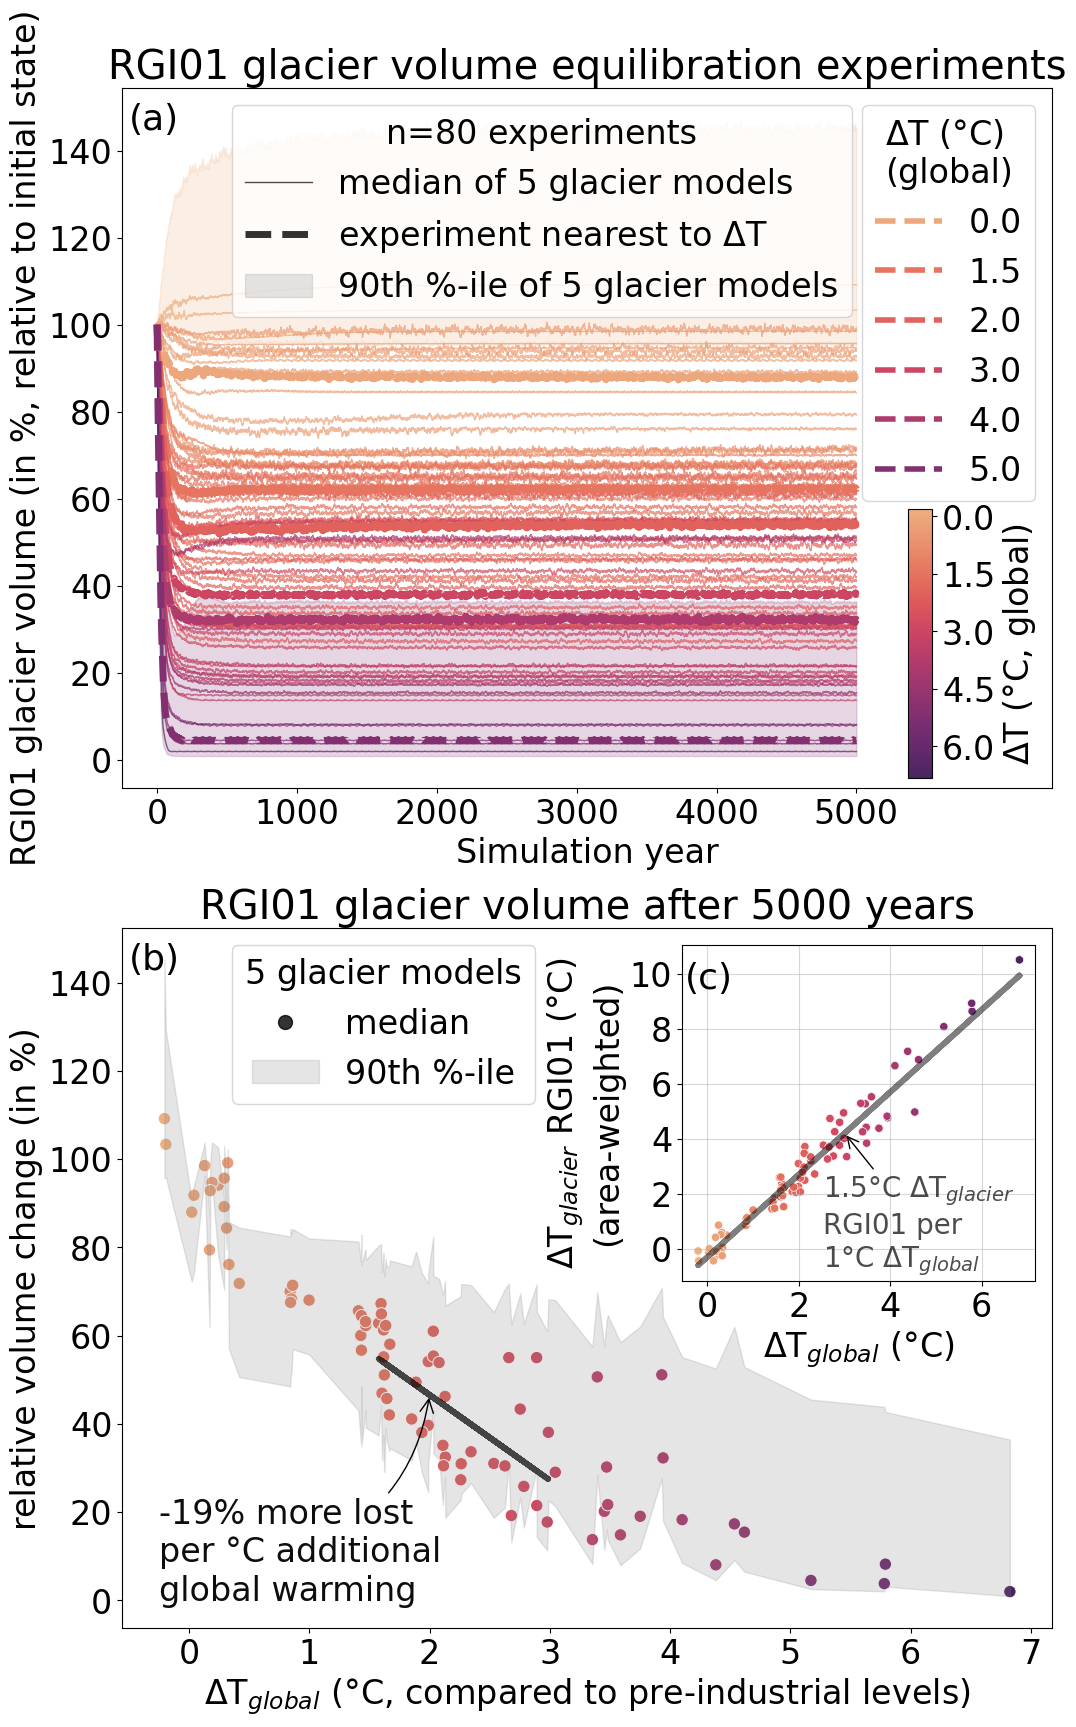 RGI01 glacier volume equilibration experiments
(a)
RGI01 glacier volume (in %, relative to initial state)
140
120
100
80
60
40
20
0
n=80 experiments
median of 5 glacier models
experiment nearest to ΔT
90th %-ile of 5 glacier models
ΔT (°C)
(global)
0.0
1.5
2.0
3.0
4.0
5.0
0.0
1.5
3.0
4.5
6.0
ΔT (°C, global)
0
1000
2000
3000
4000
5000
Simulation year
RGI01 glacier volume after 5000 years
(b)
relative volume change (in %)
140
120
100
80
60
40
20
0
5 glacier models
median
90th %-ile
-19% more lost
per °C additional
global warming
ΔTglacier RGI01 (°C)
(area-weighted)
(c)
10
8
6
4
2
0
1.5°C ΔTglacier
RGI01 per
1°C ΔTglobal
0
2
4
6
ΔTglobal (°C)
0
1
2
3
4
5
6
7
ΔTglobal (°C, compared to pre-industrial levels)